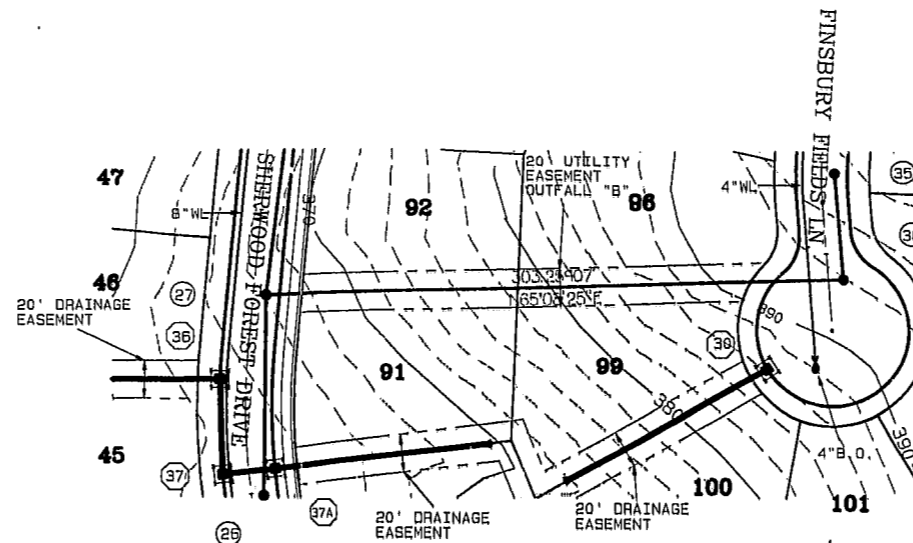 FINSBURY FIELDS LN
47
SHERWOOD FOREST DRIVE
370
92
20' UTILITY
EASEMENT
OUTFALL "B"
96
4"WL
35
8"WL
46
20' DRAINAGE
EASEMENT
27
36
390
91
99
380
45
37
37A
26
20' DRAINAGE
EASEMENT
20' DRAINAGE
EASEMENT
100
4"B.O.
101
390